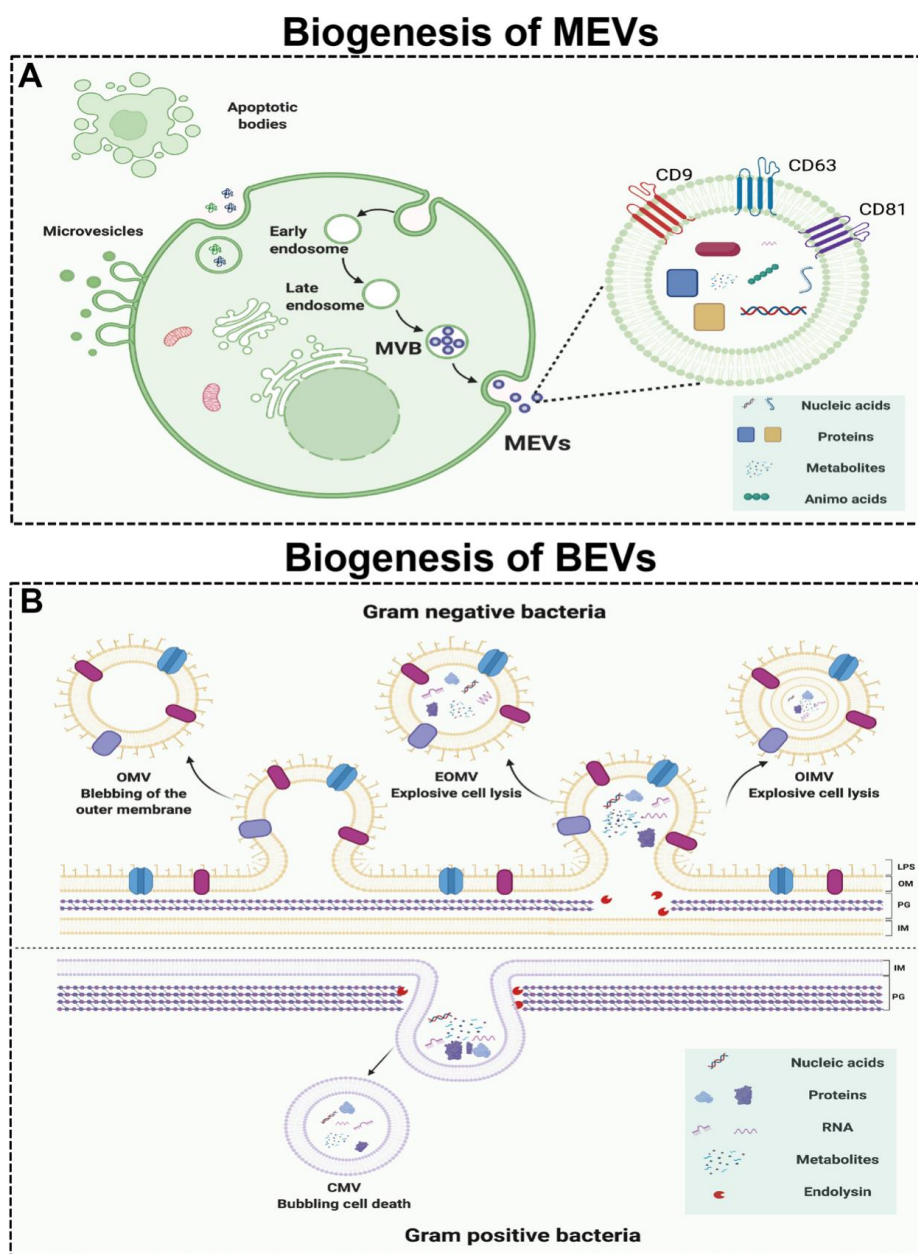 Biogenesis of MEVs
A
Apoptotic
bodies
Microvesicles
Early
endosome
Late
endosome
MVB
MEVs
CD9
CD63
CD81
Nucleic acids
Proteins
Metabolites
Animo acids
Biogenesis of BEVs
B
Gram negative bacteria
OMV
Blebbing of the
outer membrane
EOMV
Explosive cell lysis
OIMV
Explosive cell lysis
LPS
OM
PG
IM
IM
PG
CMV
Bubbling cell death
Nucleic acids
Proteins
RNA
Metabolites
Endolysin
Gram positive bacteria